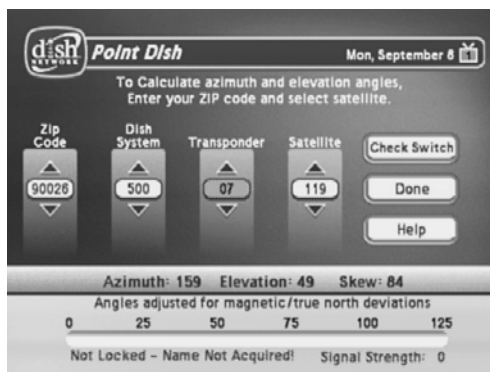 dish
NETWORK
Point Dish
Mon, September 8
To Calculate azimuth and elevation angles,
Enter your ZIP code and select satellite.
Zip Code
Dish System
Transponder
Satellite
90026
500
07
119
Check Switch
Done
Help
Azimuth: 159 Elevation: 49 Skew: 84
Angles adjusted for magnetic/true north deviations
0 25 50 75 100 125
Not Locked - Name Not Acquired! Signal Strength: 0